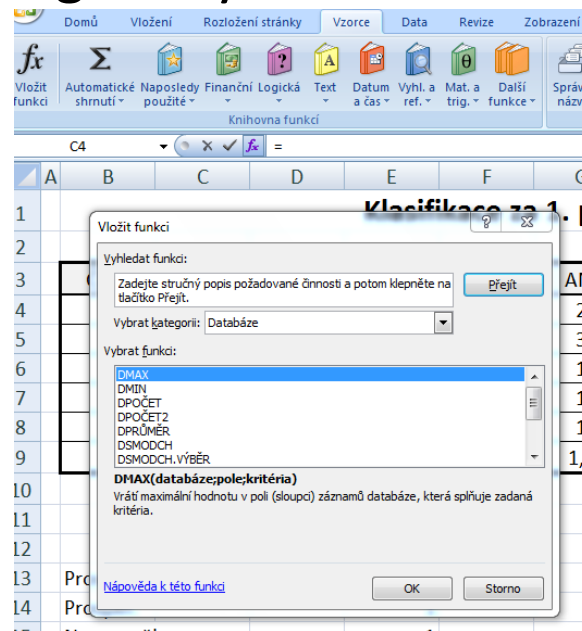 Domů Vložení Rozložení stránky Vzorce Data Revize Zobrazení
fx Σ ? A θ
Vložit Automatické Naposledy Finanční Logická Text Datum Vyhl. a Mat. a Další
funkci shrnutí použité a čas ref. trig. funkce
Knihovna funkcí
C4 fx =
A B C D E F
1 Klasifikace za 1.
2
3
4
5
6
7
8
9
10
11
12
13
14
Vložit funkci
Vyhledat funkci:
Zadejte stručný popis požadované činnosti a potom klepněte na
tlačítko Přejít.
Přejít
Vybrat kategorii: Databáze
Vybrat funkci:
DMAX
DMIN
DPOČET
DPOČET2
DPRŮMĚR
DSMODCH
DSMODCH.VÝBĚR
DMAX(databáze;pole;kritéria)
Vrátí maximální hodnotu v poli (sloupci) záznamů databáze, která splňuje zadaná
kritéria.
Nápověda k této funkci
OK Storno